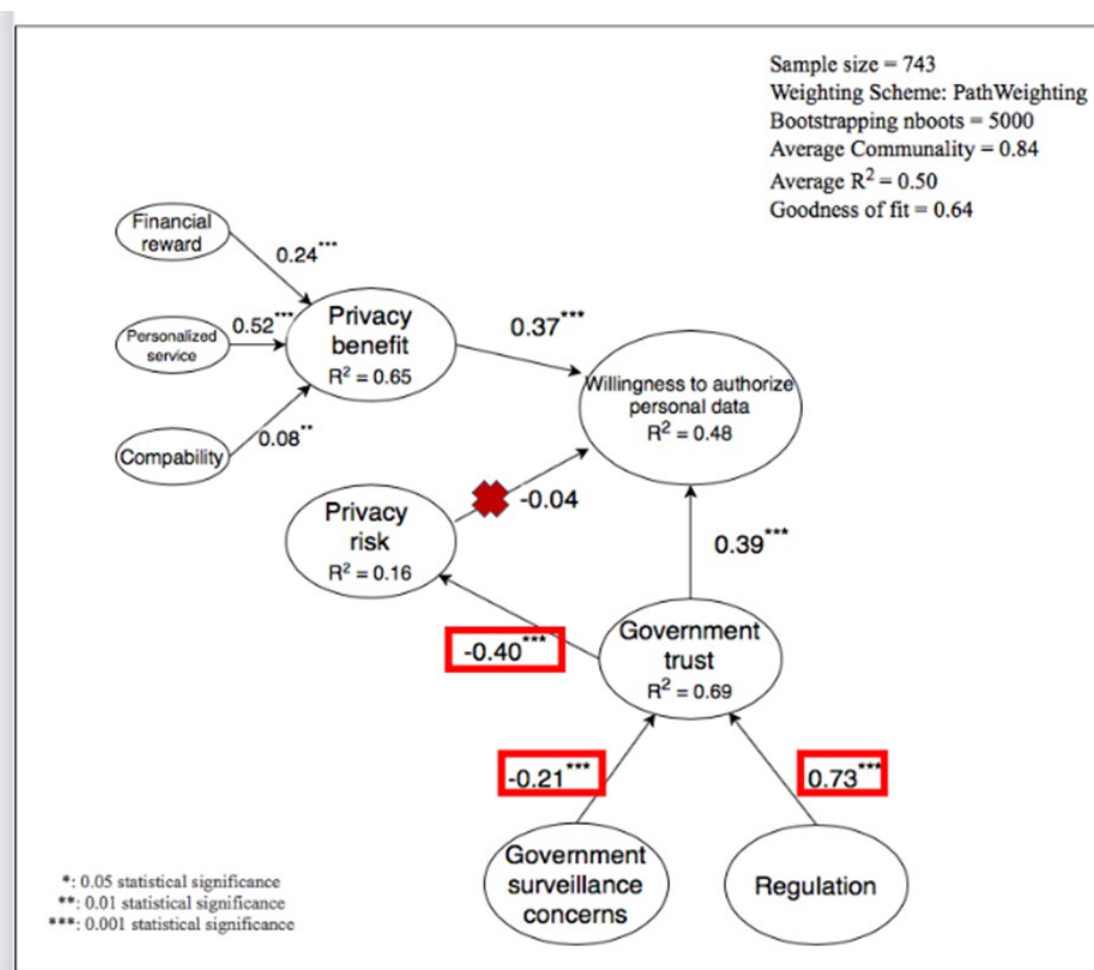 Sample size = 743
Weighting Scheme: PathWeighting
Bootstrapping nboots = 5000
Average Communality = 0.84
Average R² = 0.50
Goodness of fit = 0.64
Financial
reward
0.24***
Personalized
service
0.52***
Compability
0.08**
Privacy
benefit
R² = 0.65
0.37***
Willingness to authorize
personal data
R² = 0.48
Privacy
risk
R² = 0.16
-0.04
0.39***
-0.40***
Government
trust
R² = 0.69
-0.21***
0.73***
Government
surveillance
concerns
Regulation
*: 0.05 statistical significance
**: 0.01 statistical significance
***: 0.001 statistical significance